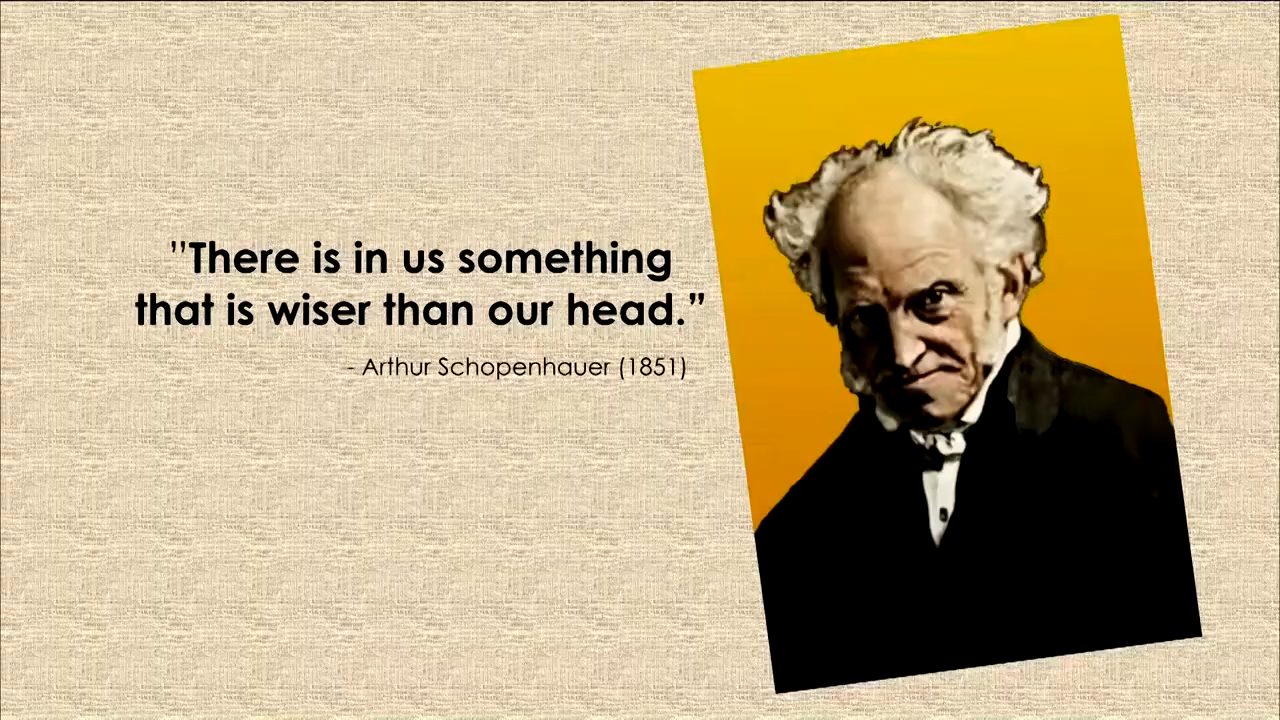 "There is in us something
that is wiser than our head.”
- Arthur Schopenhauer (1851)